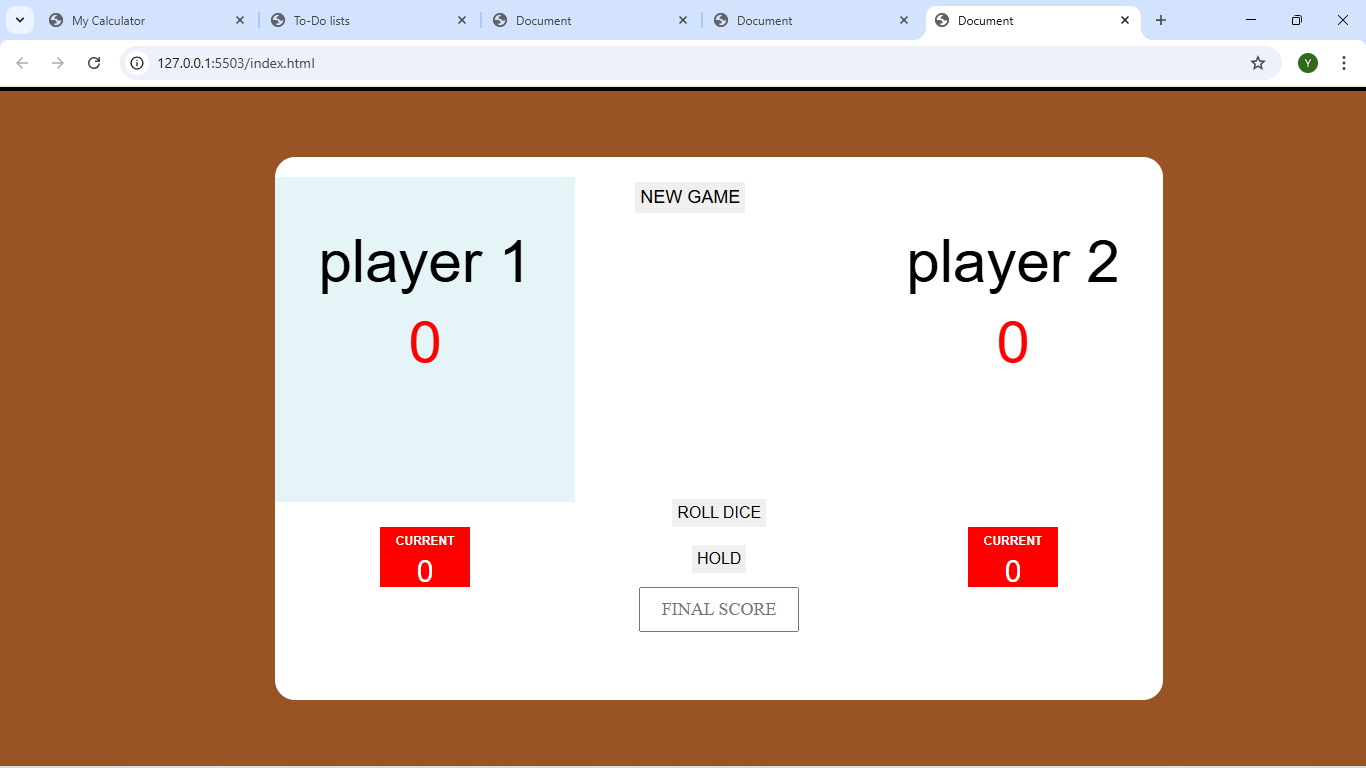 My Calculator
To-Do lists
Document
Document
Document
127.0.0.1:5503/index.html
Y
NEW GAME
player 1
player 2
0
0
ROLL DICE
CURRENT
CURRENT
HOLD
0
0
FINAL SCORE